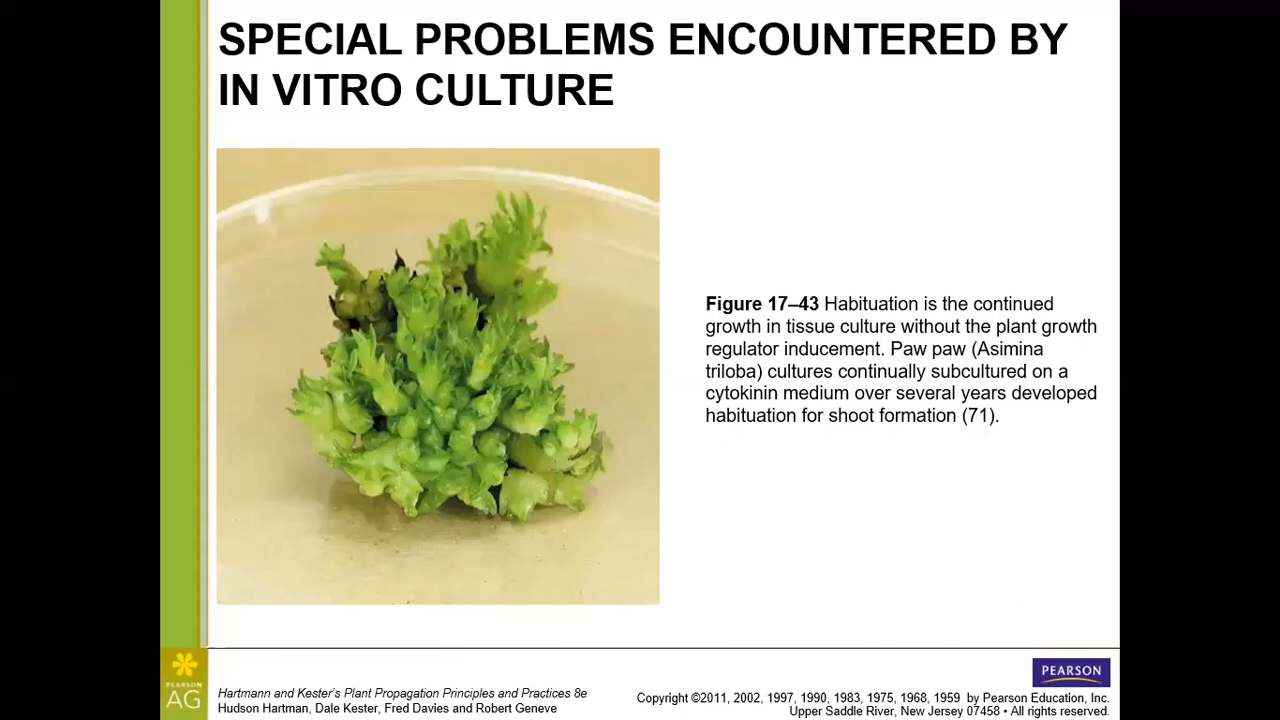 SPECIAL PROBLEMS ENCOUNTERED BY
IN VITRO CULTURE
Figure 17–43 Habituation is the continued
growth in tissue culture without the plant growth
regulator inducement. Paw paw (Asimina
triloba) cultures continually subcultured on a
cytokinin medium over several years developed
habituation for shoot formation (71).
PEARSON
AG
Hartmann and Kester's Plant Propagation Principles and Practices 8e
Hudson Hartman, Dale Kester, Fred Davies and Robert Geneve
PEARSON
Copyright ©2011, 2002, 1997, 1990, 1983, 1975, 1968, 1959 by Pearson Education, Inc.
Upper Saddle River, New Jersey 07458 • All rights reserved.